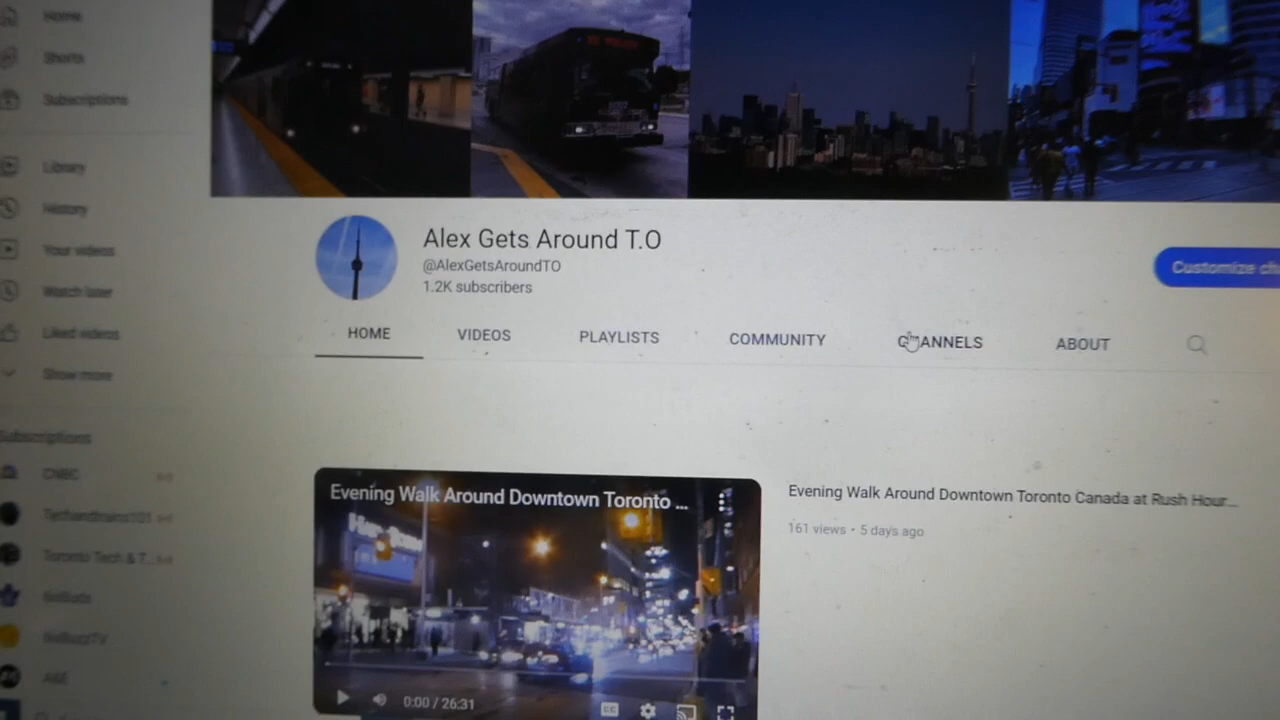 Home
Shorts
Subscriptions
Library
History
Your videos
Watch later
Liked videos
Show more
Subscriptions
CNBC
Techandtrains101
Toronto Tech & T...
A&E
Alex Gets Around T.O
@AlexGetsAroundTO
1.2K subscribers
Customize
HOME VIDEOS PLAYLISTS COMMUNITY CHANNELS ABOUT
Evening Walk Around Downtown Toronto ...
0:00 / 26:31
CC
Evening Walk Around Downtown Toronto Canada at Rush Hour...
161 views • 5 days ago